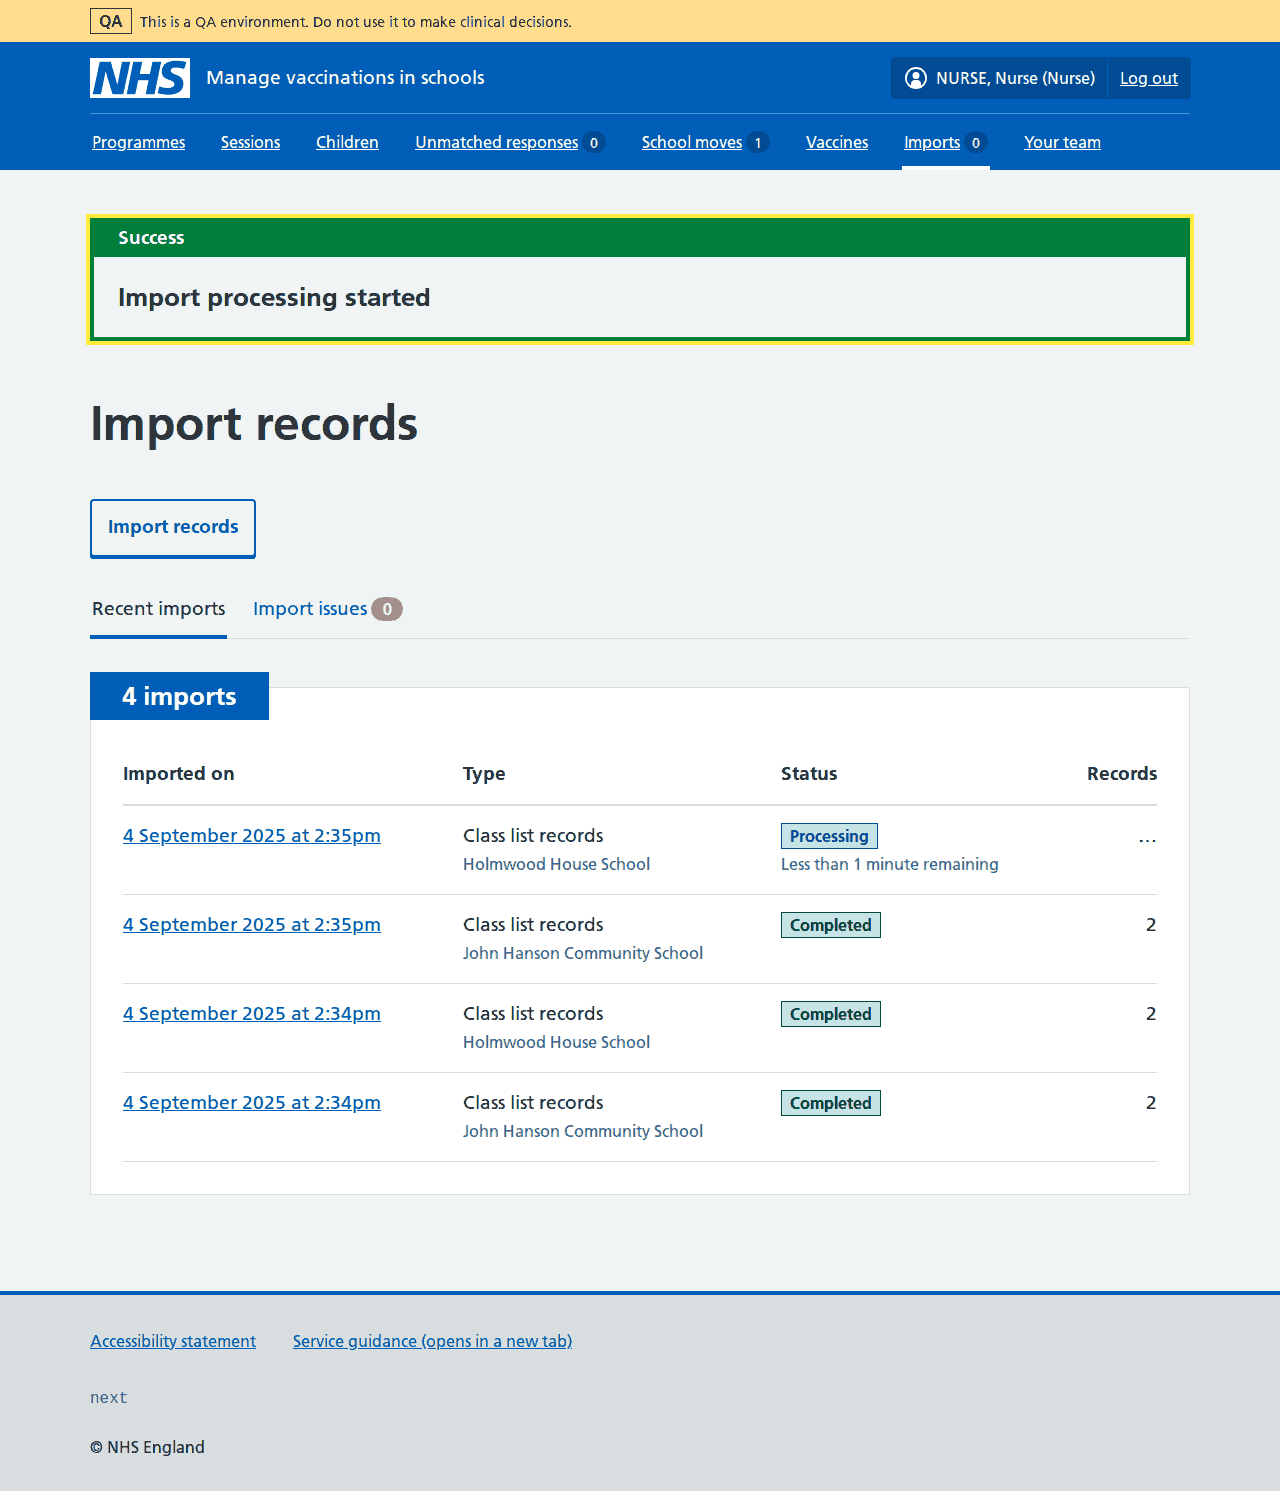 QA This is a QA environment. Do not use it to make clinical decisions.
NHS Manage vaccinations in schools NURSE, Nurse (Nurse) Log out
Programmes Sessions Children Unmatched responses 0 School moves 1 Vaccines Imports 0 Your team
Success
Import processing started
Import records
Import records
Recent imports Import issues 0
4 imports
Imported on Type Status Records
4 September 2025 at 2:35pm Class list records Processing ...
Holmwood House School Less than 1 minute remaining
4 September 2025 at 2:35pm Class list records Completed 2
John Hanson Community School
4 September 2025 at 2:34pm Class list records Completed 2
Holmwood House School
4 September 2025 at 2:34pm Class list records Completed 2
John Hanson Community School
Accessibility statement Service guidance (opens in a new tab)
next
© NHS England